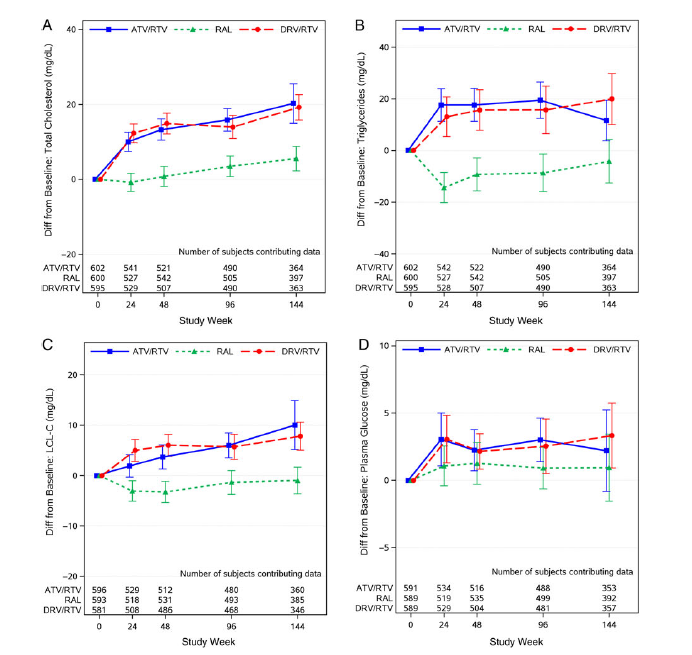 A
ATV/RTV RAL DRV/RTV
Diff from Baseline: Total Cholesterol (mg/dL)
40
20
0
−20
Number of subjects contributing data
ATV/RTV 602 541 521 490 364
RAL 600 527 542 505 397
DRV/RTV 595 529 507 490 363
0 24 48 96 144
Study Week
B
ATV/RTV RAL DRV/RTV
Diff from Baseline: Triglycerides (mg/dL)
40
20
0
−20
−40
Number of subjects contributing data
ATV/RTV 602 542 522 490 364
RAL 600 527 542 505 397
DRV/RTV 595 528 507 490 363
0 24 48 96 144
Study Week
C
ATV/RTV RAL DRV/RTV
Diff from Baseline: LCL-C (mg/dL)
20
10
0
−10
−20
Number of subjects contributing data
ATV/RTV 596 529 512 480 360
RAL 593 518 531 493 385
DRV/RTV 581 508 486 468 346
0 24 48 96 144
Study Week
D
ATV/RTV RAL DRV/RTV
Diff from Baseline: Plasma Glucose (mg/dL)
10
5
0
−5
Number of subjects contributing data
ATV/RTV 591 534 516 488 353
RAL 589 519 535 499 392
DRV/RTV 589 529 504 481 357
0 24 48 96 144
Study Week